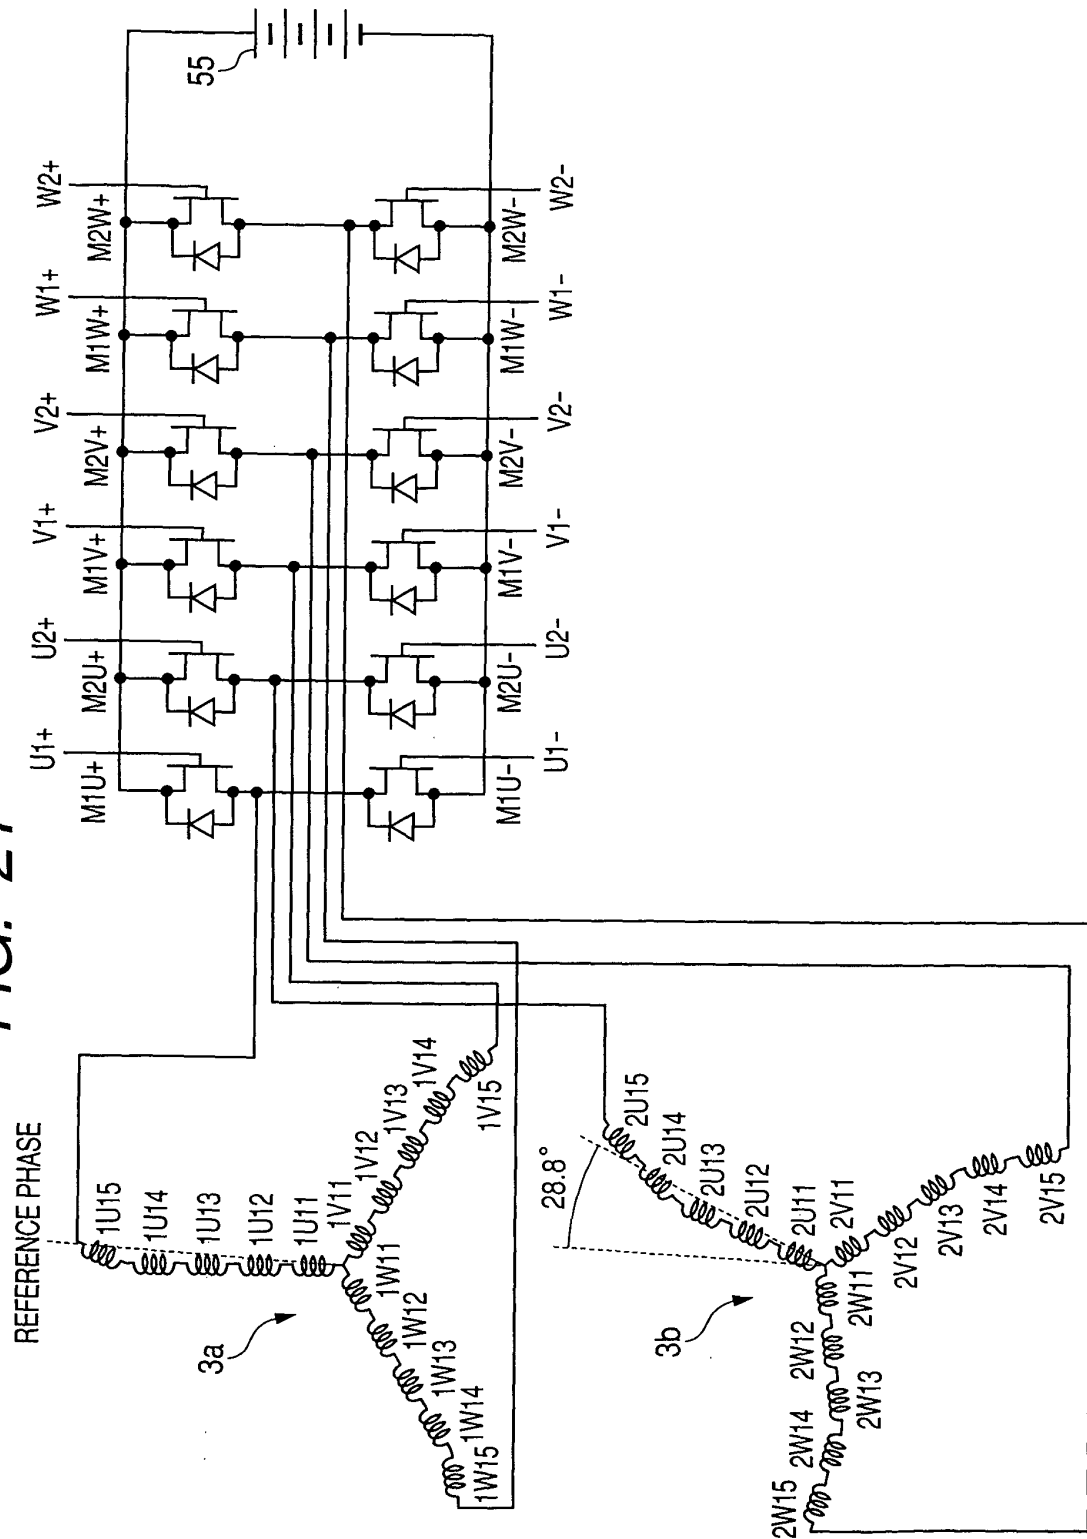 FIG. 27
REFERENCE PHASE
U1+
U2+
V1+
V2+
W1+
W2+
M1U+
M2U+
M1V+
M2V+
M1W+
M2W+
55
M1U-
M2U-
M1V-
M2V-
M1W-
M2W-
U1-
U2-
V1-
V2-
W1-
W2-
1U15
1U14
1U13
1U12
1U11
1V11
1V12
1V13
1V14
1V15
1W11
1W12
1W13
1W14
1W15
3a
28.8°
2U15
2U14
2U13
2U12
2U11
2V11
2V12
2V13
2V14
2V15
2W11
2W12
2W13
2W14
2W15
3b